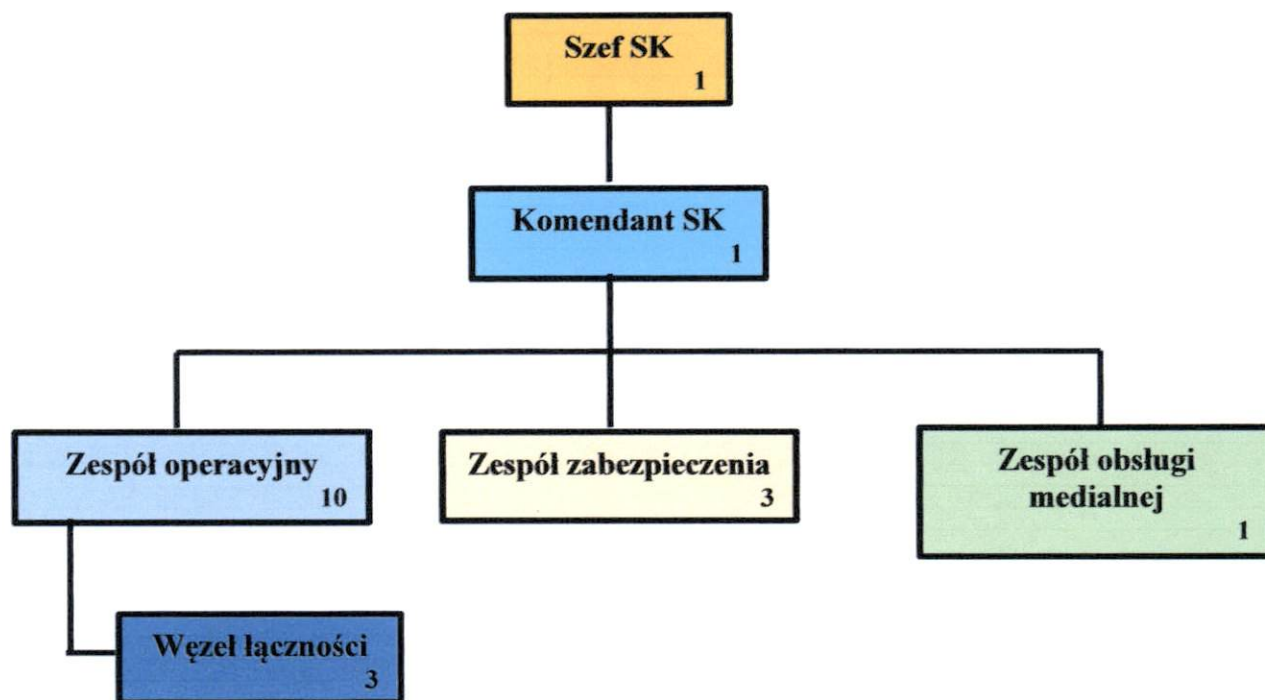 Szef SK
1
Komendant SK
1
Zespół operacyjny
10
Zespół zabezpieczenia
3
Zespół obsługi
medialnej
1
Węzeł łączności
3